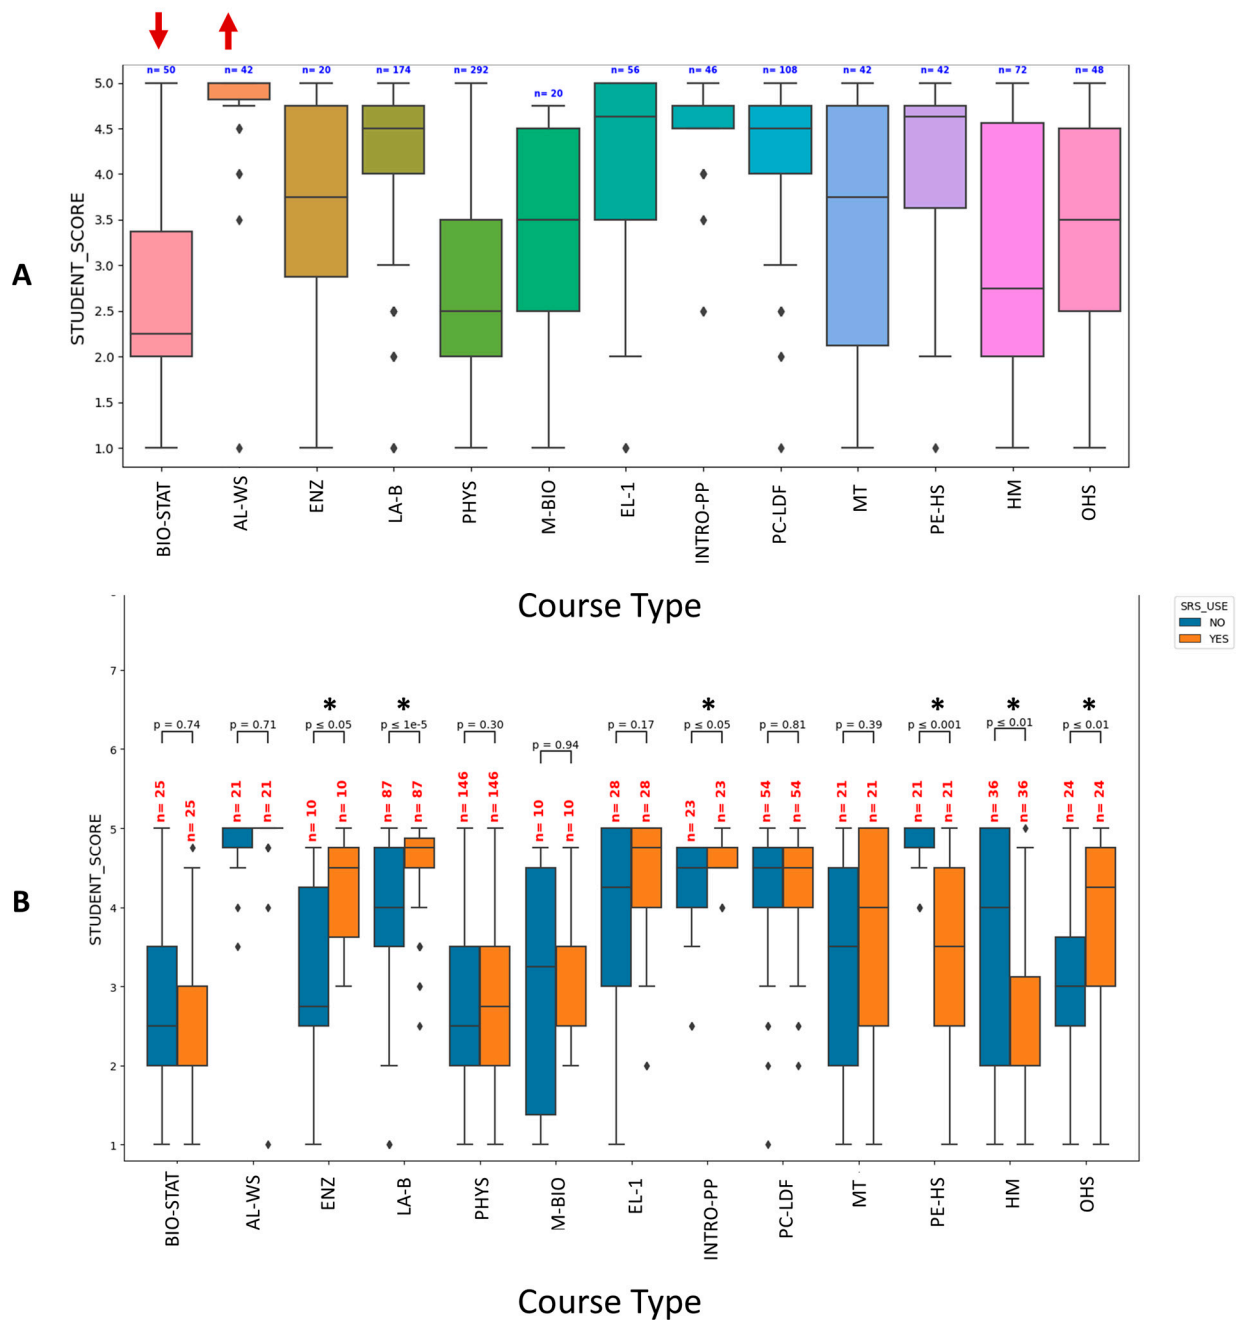 n= 50 n= 42 n= 20 n= 174 n= 292 n= 20 n= 56 n= 46 n= 108 n= 42 n= 42 n= 72 n= 48
5.0
4.5
4.0
3.5
3.0
2.5
2.0
1.5
1.0
STUDENT_SCORE
A
BIO-STAT AL-WS ENZ LA-B PHYS M-BIO EL-1 INTRO-PP PC-LDF MT PE-HS HM OHS
Course Type
SRS_USE
NO
YES
* * * * * *
p = 0.74 p = 0.71 p ≤ 0.05 p ≤ 1e-5 p = 0.30 p = 0.94 p = 0.17 p ≤ 0.05 p = 0.81 p = 0.39 p ≤ 0.001 p ≤ 0.01 p ≤ 0.01
n= 25 n= 25 n= 21 n= 21 n= 10 n= 10 n= 87 n= 87 n= 146 n= 146 n= 10 n= 10 n= 28 n= 28 n= 23 n= 23 n= 54 n= 54 n= 21 n= 21 n= 21 n= 21 n= 36 n= 36 n= 24 n= 24
7
6
5
4
3
2
1
STUDENT_SCORE
B
BIO-STAT AL-WS ENZ LA-B PHYS M-BIO EL-1 INTRO-PP PC-LDF MT PE-HS HM OHS
Course Type